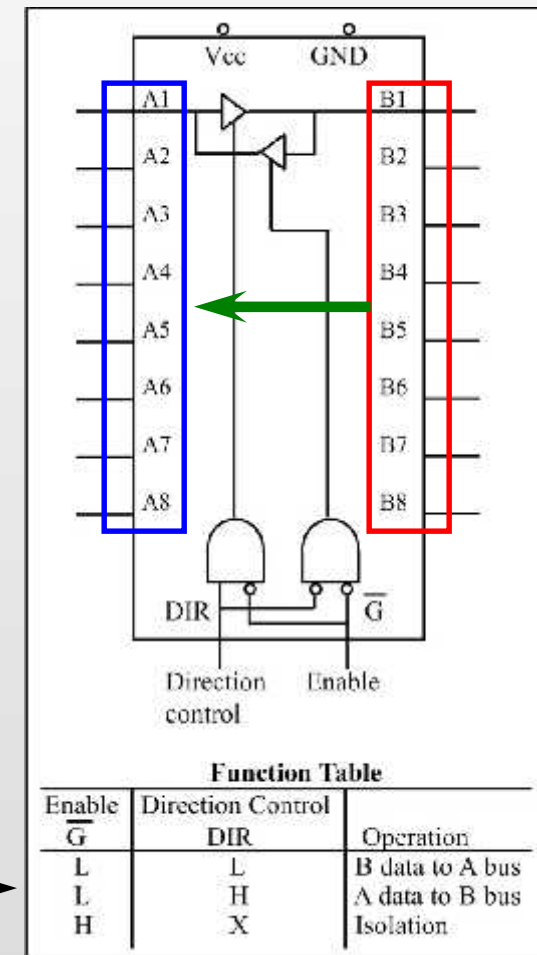 Vcc GND
A1 B1
A2 B2
A3 B3
A4 B4
A5 B5
A6 B6
A7 B7
A8 B8
DIR G
Direction control
Enable
Function Table
Enable Direction Control
G DIR Operation
L L B data to A bus
L H A data to B bus
H X Isolation